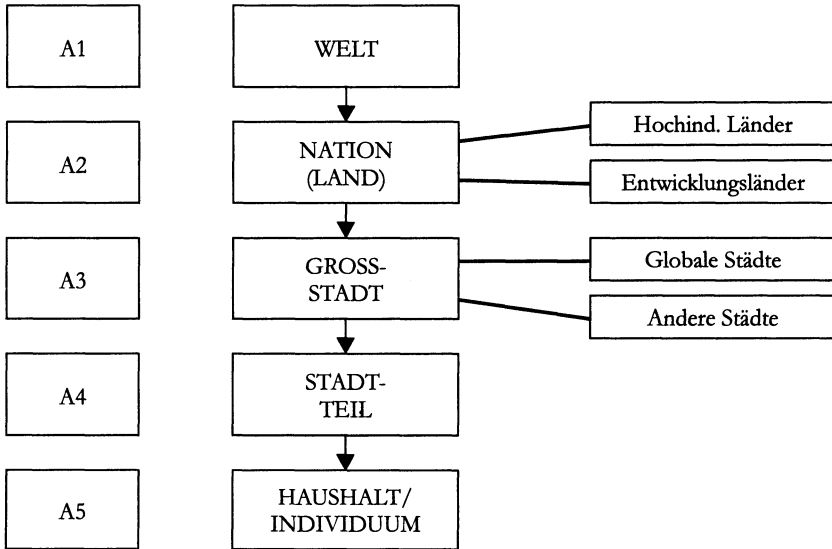 A1
WELT
A2
NATION
(LAND)
Hochind. Länder
Entwicklungsländer
A3
GROSS-
STADT
Globale Städte
Andere Städte
A4
STADT-
TEIL
A5
HAUSHALT/
INDIVIDUUM